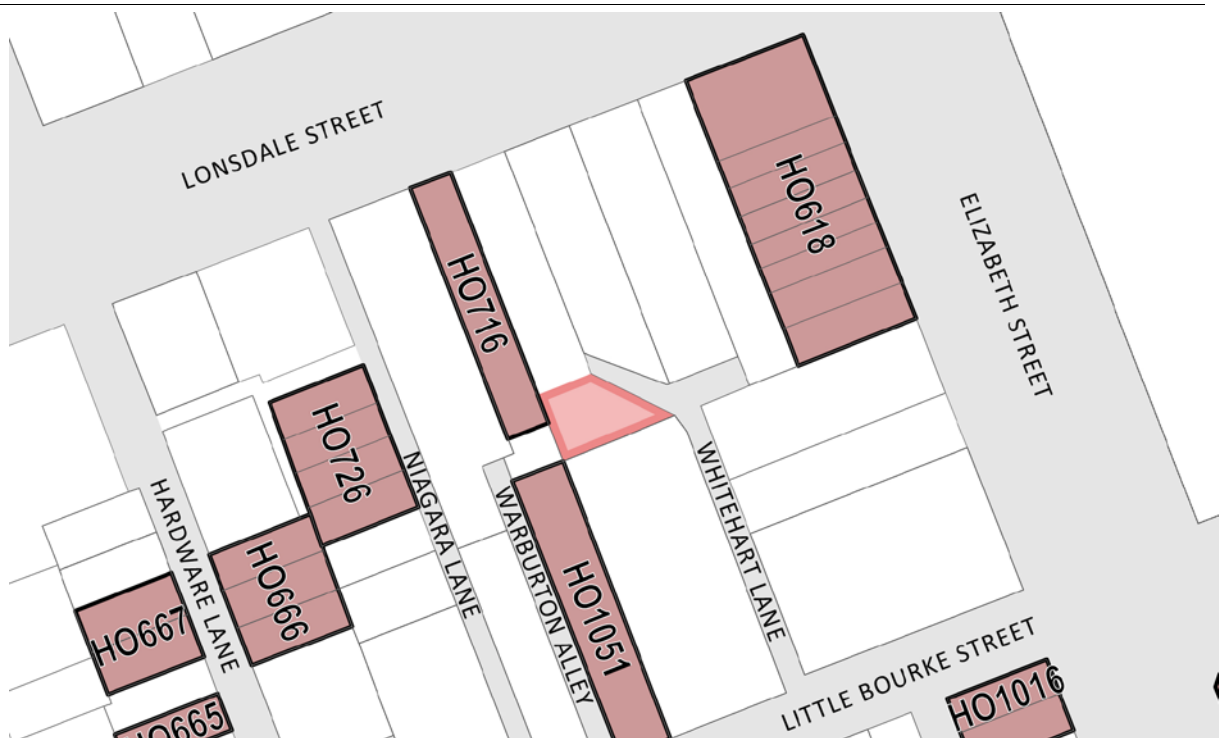 LONSDALE STREET
HO618
ELIZABETH STREET
HO716
HO726
NIAGARA LANE
WHITEHART LANE
HARDWARE LANE
WARBURTON ALLEY
HO666
HO667
HO1051
LITTLE BOURKE STREET
HO1016
HO665